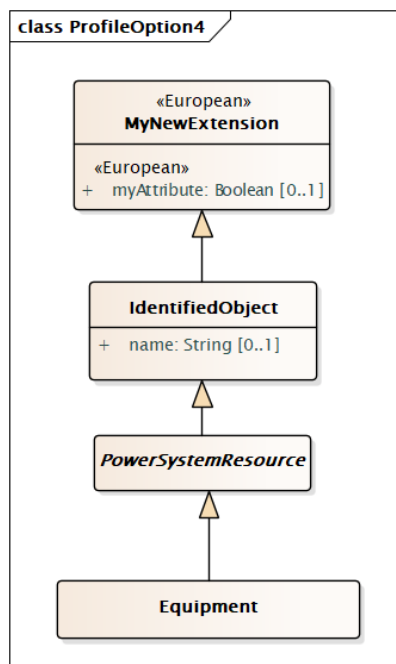 class ProfileOption4
«European»
MyNewExtension
«European»
+ myAttribute: Boolean [0..1]
IdentifiedObject
+ name: String [0..1]
PowerSystemResource
Equipment